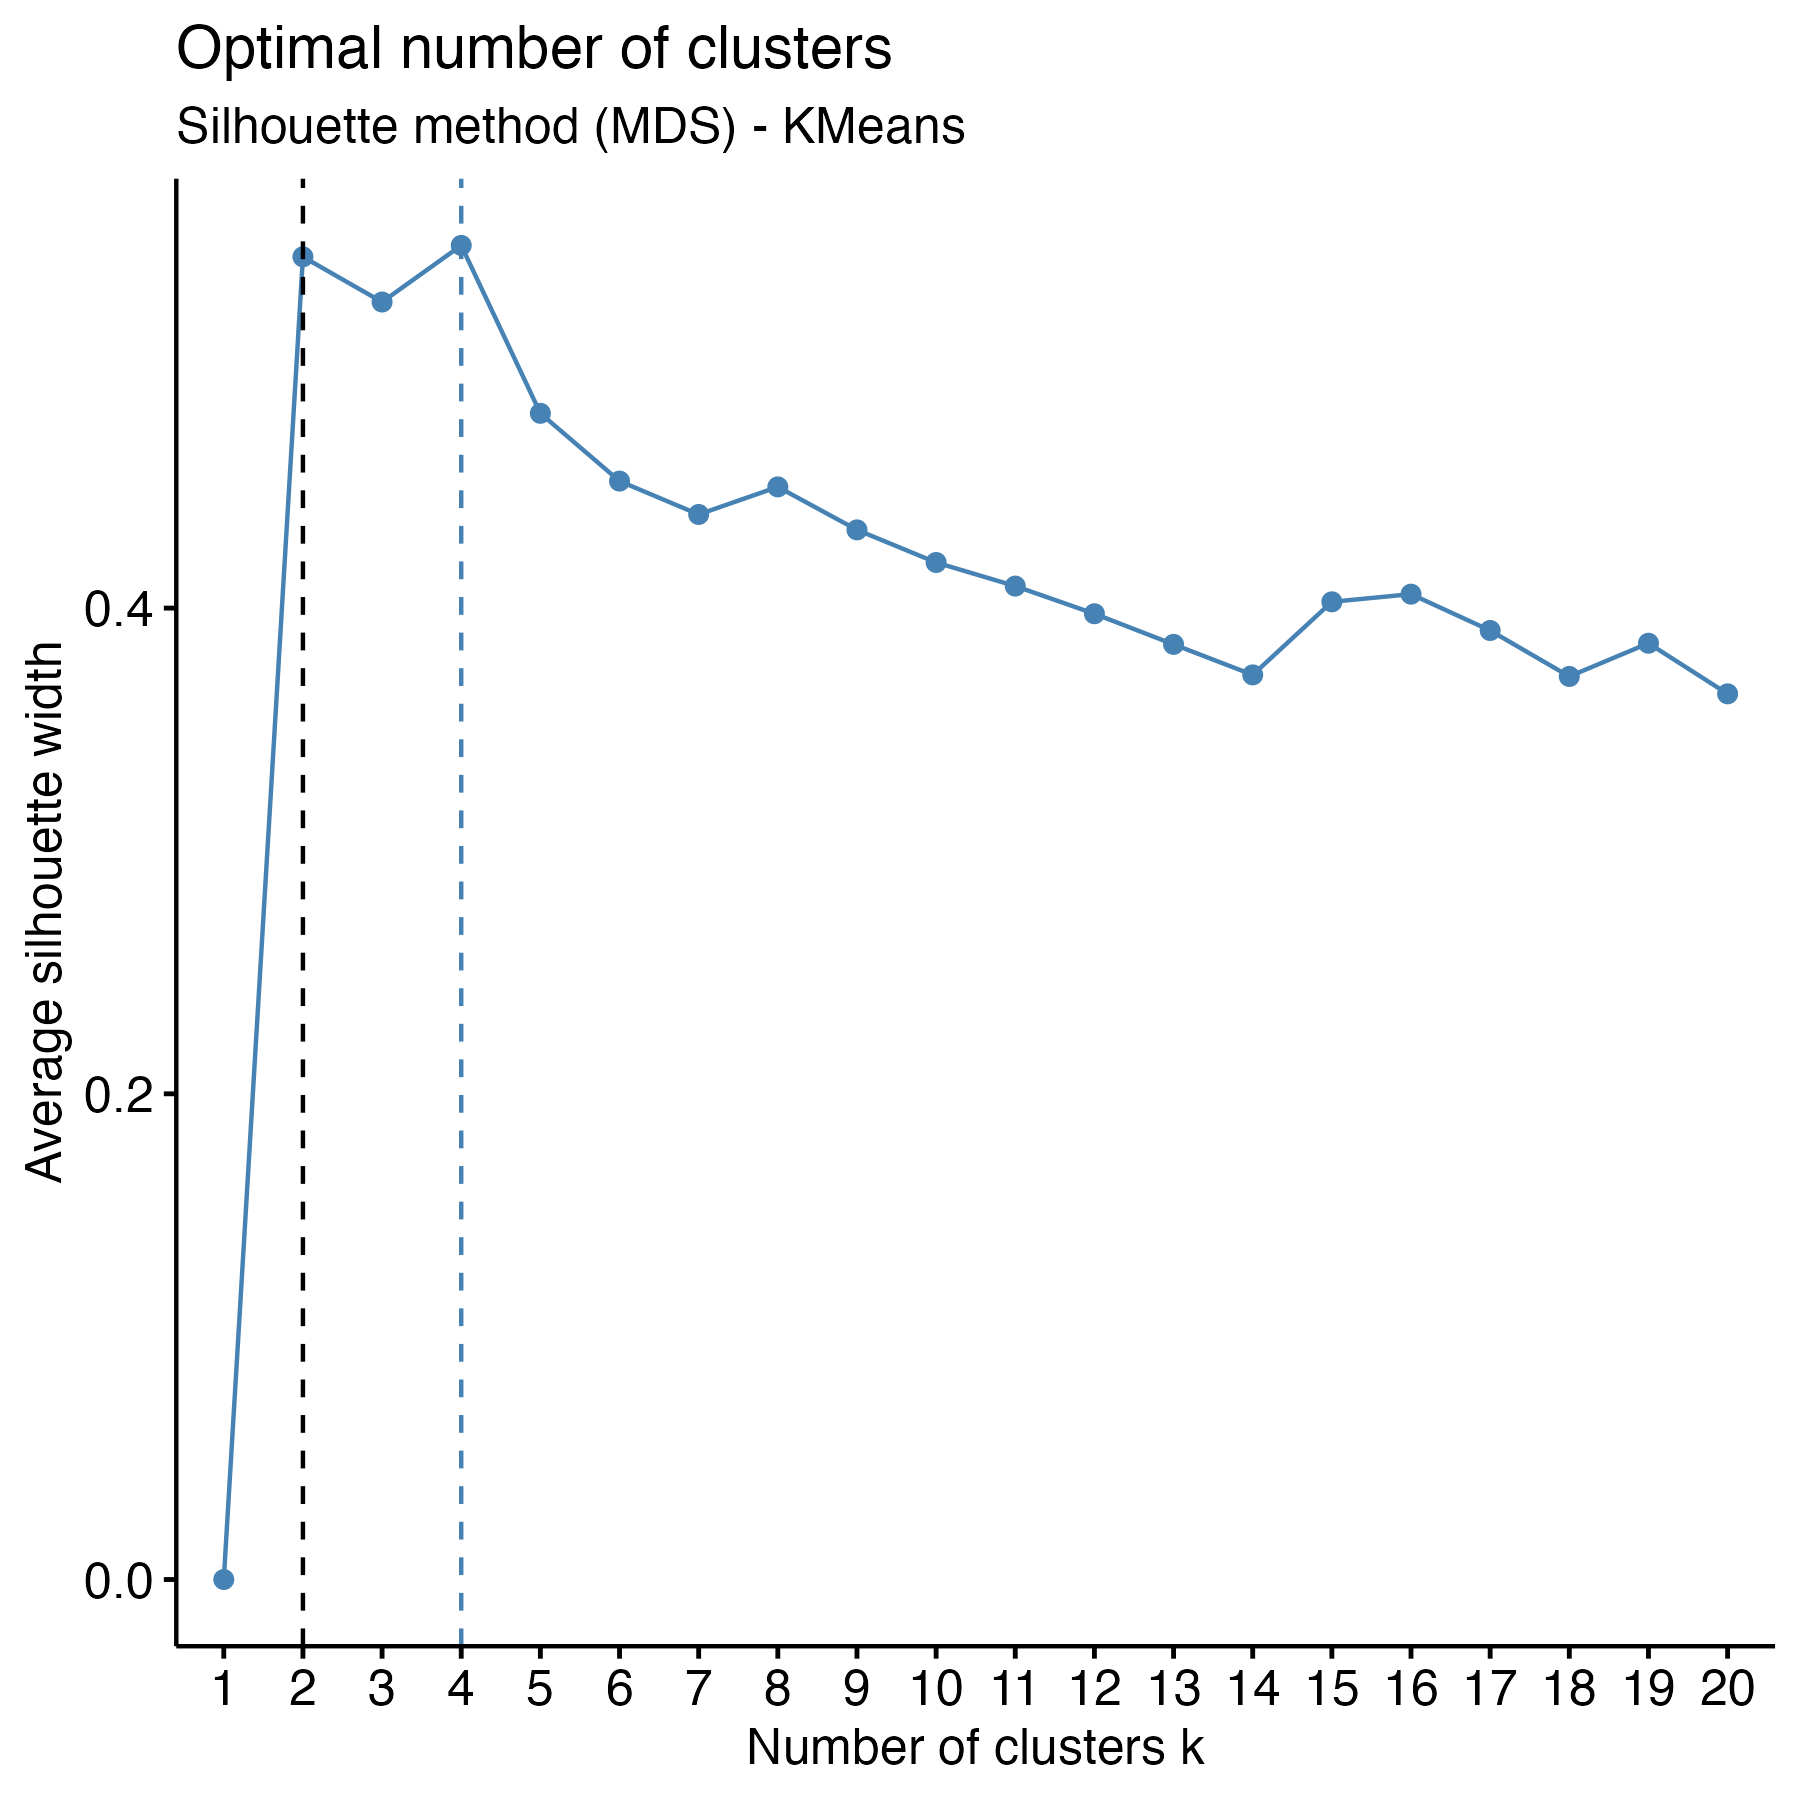 Optimal number of clusters
Silhouette method (MDS) - KMeans
Average silhouette width
0.4
0.2
0.0
1 2 3 4 5 6 7 8 9 10 11 12 13 14 15 16 17 18 19 20
Number of clusters k